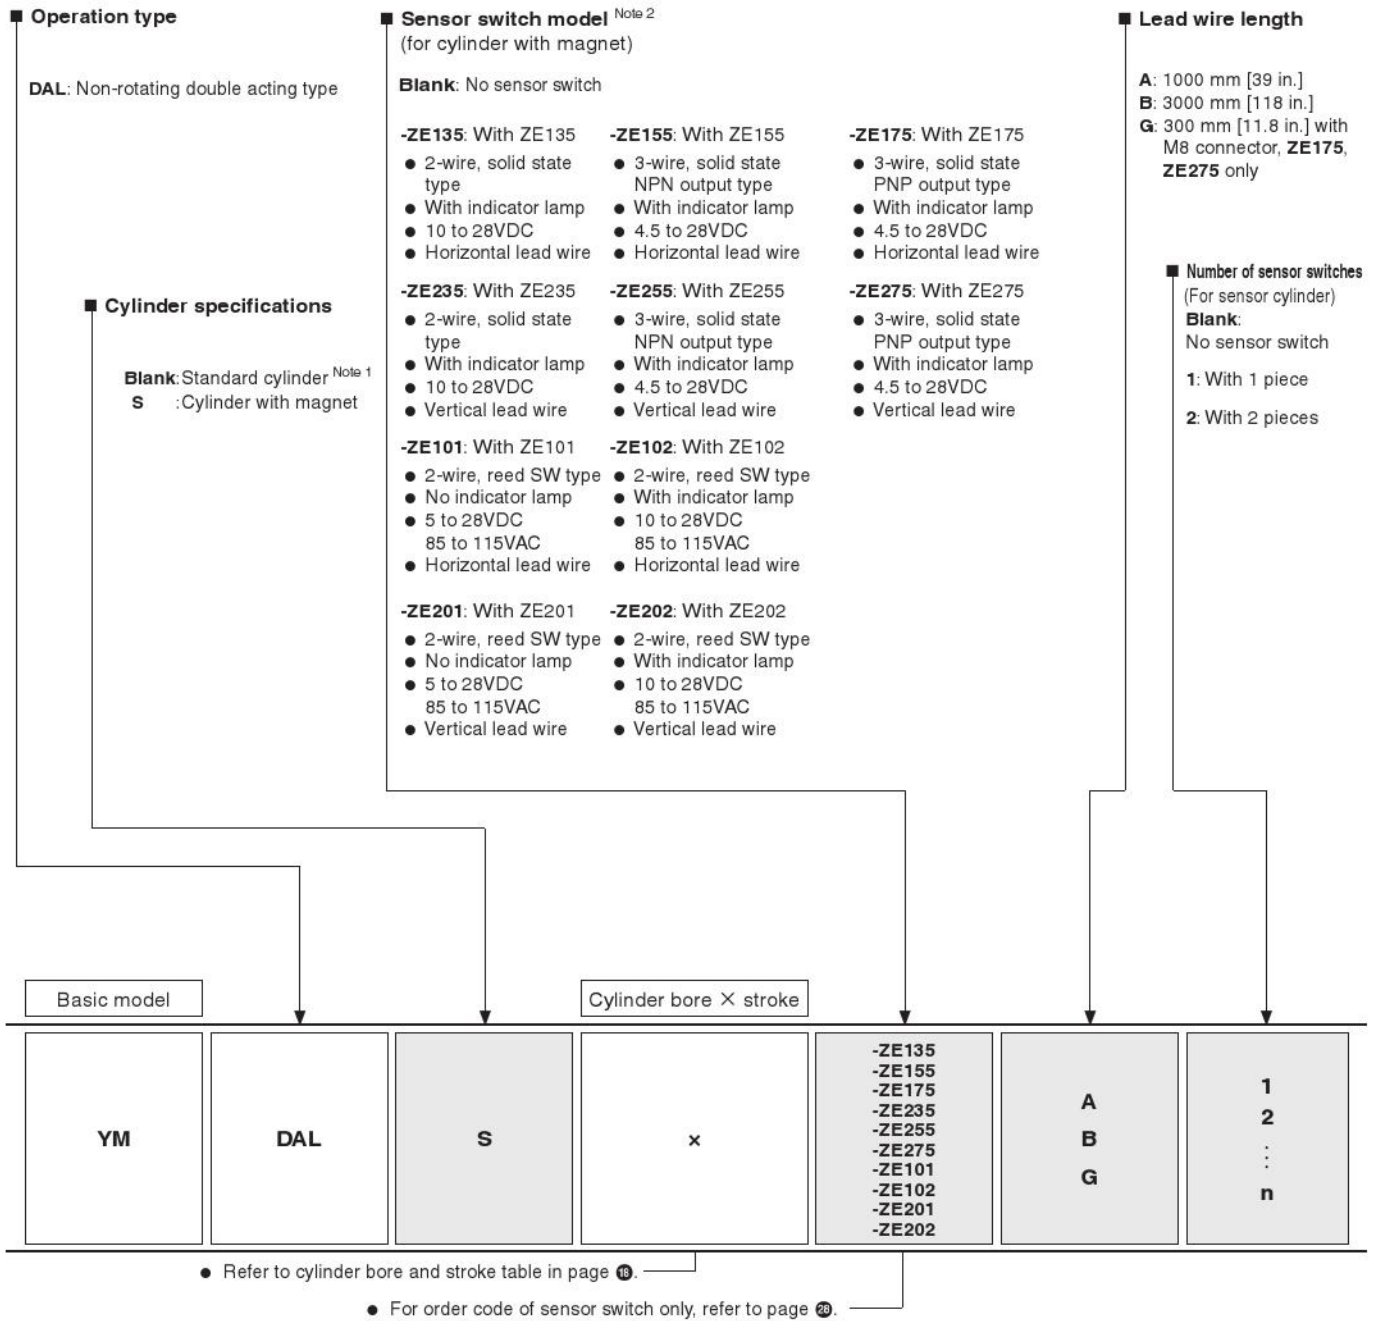 ■ Operation type
DAL: Non-rotating double acting type
■ Cylinder specifications
Blank: Standard cylinder Note 1
S : Cylinder with magnet
■ Sensor switch model Note 2
(for cylinder with magnet)
Blank: No sensor switch
-ZE135: With ZE135
● 2-wire, solid state
type
● With indicator lamp
● 10 to 28VDC
● Horizontal lead wire
-ZE155: With ZE155
● 3-wire, solid state
NPN output type
● With indicator lamp
● 4.5 to 28VDC
● Horizontal lead wire
-ZE175: With ZE175
● 3-wire, solid state
PNP output type
● With indicator lamp
● 4.5 to 28VDC
● Horizontal lead wire
-ZE235: With ZE235
● 2-wire, solid state
type
● With indicator lamp
● 10 to 28VDC
● Vertical lead wire
-ZE255: With ZE255
● 3-wire, solid state
NPN output type
● With indicator lamp
● 4.5 to 28VDC
● Vertical lead wire
-ZE275: With ZE275
● 3-wire, solid state
PNP output type
● With indicator lamp
● 4.5 to 28VDC
● Vertical lead wire
-ZE101: With ZE101
● 2-wire, reed SW type
● No indicator lamp
● 5 to 28VDC
85 to 115VAC
● Horizontal lead wire
-ZE102: With ZE102
● 2-wire, reed SW type
● With indicator lamp
● 10 to 28VDC
85 to 115VAC
● Horizontal lead wire
-ZE201: With ZE201
● 2-wire, reed SW type
● No indicator lamp
● 5 to 28VDC
85 to 115VAC
● Vertical lead wire
-ZE202: With ZE202
● 2-wire, reed SW type
● With indicator lamp
● 10 to 28VDC
85 to 115VAC
● Vertical lead wire
■ Lead wire length
A: 1000 mm [39 in.]
B: 3000 mm [118 in.]
G: 300 mm [11.8 in.] with
M8 connector, ZE175,
ZE275 only
■ Number of sensor switches
(For sensor cylinder)
Blank:
No sensor switch
1: With 1 piece
2: With 2 pieces
Basic model
Cylinder bore × stroke
YM
DAL
S
×
-ZE135
-ZE155
-ZE175
-ZE235
-ZE255
-ZE275
-ZE101
-ZE102
-ZE201
-ZE202
A
B
G
1
2
⋮
n
● Refer to cylinder bore and stroke table in page ⓲.
● For order code of sensor switch only, refer to page 28.